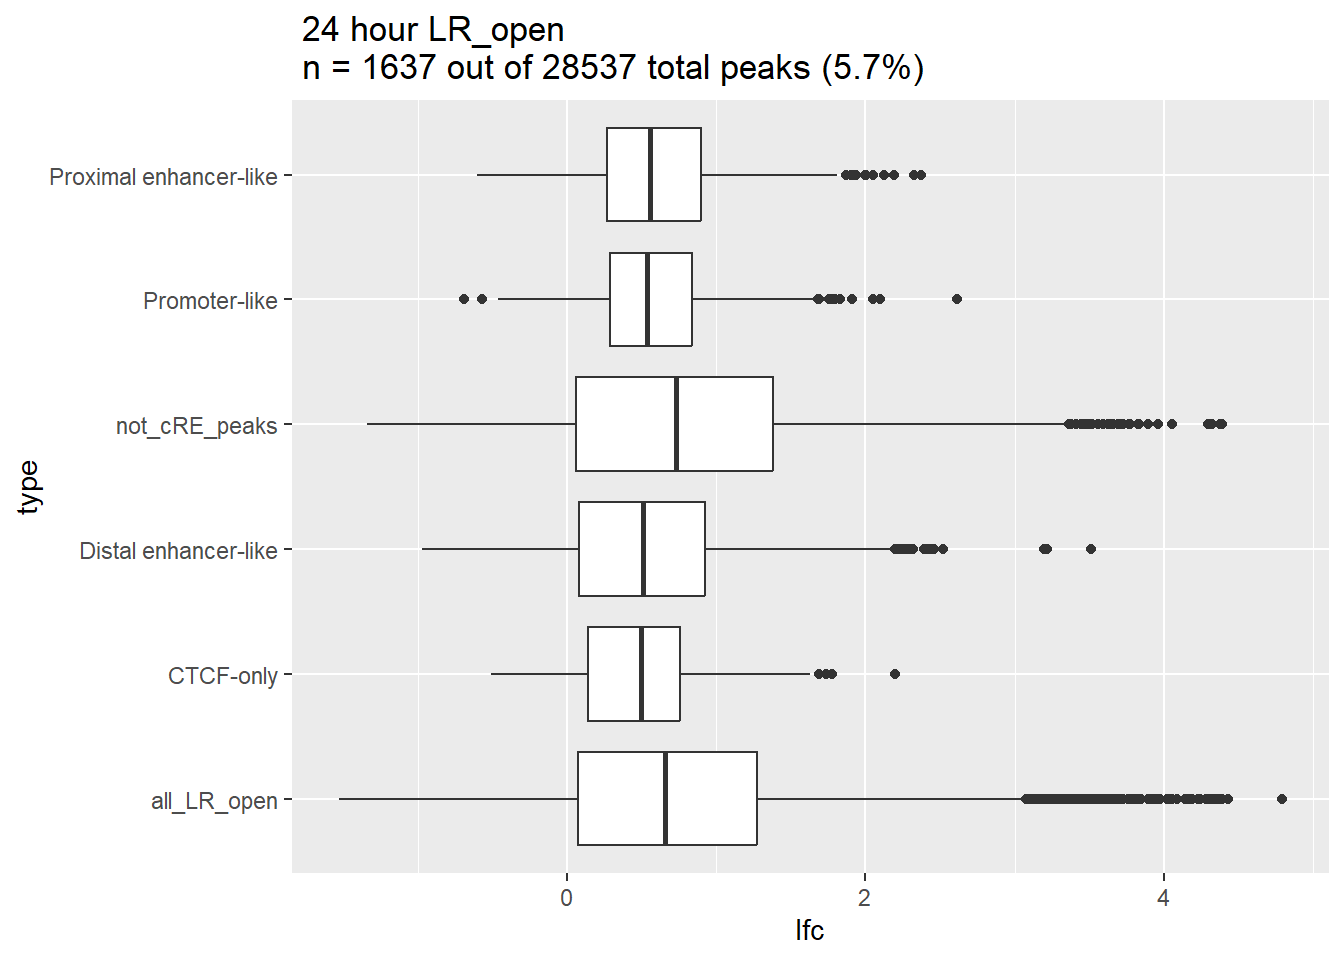 24 hour LR_open
n = 1637 out of 28537 total peaks (5.7%)
Proximal enhancer-like
Promoter-like
not_cRE_peaks
Distal enhancer-like
CTCF-only
all_LR_open
type
0 2 4
lfc